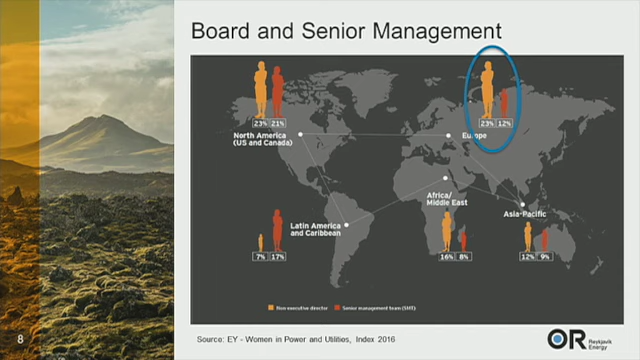 Board and Senior Management
23% 21%
North America
(US and Canada)
23% 12%
Europe
Africa/
Middle East
16% 8%
Asia-Pacific
12% 9%
Latin America
and Caribbean
7% 17%
Non executive director
Senior management team (SMT)
8
Source: EY - Women in Power and Utilities, Index 2016
OR Reykjavik
Energy